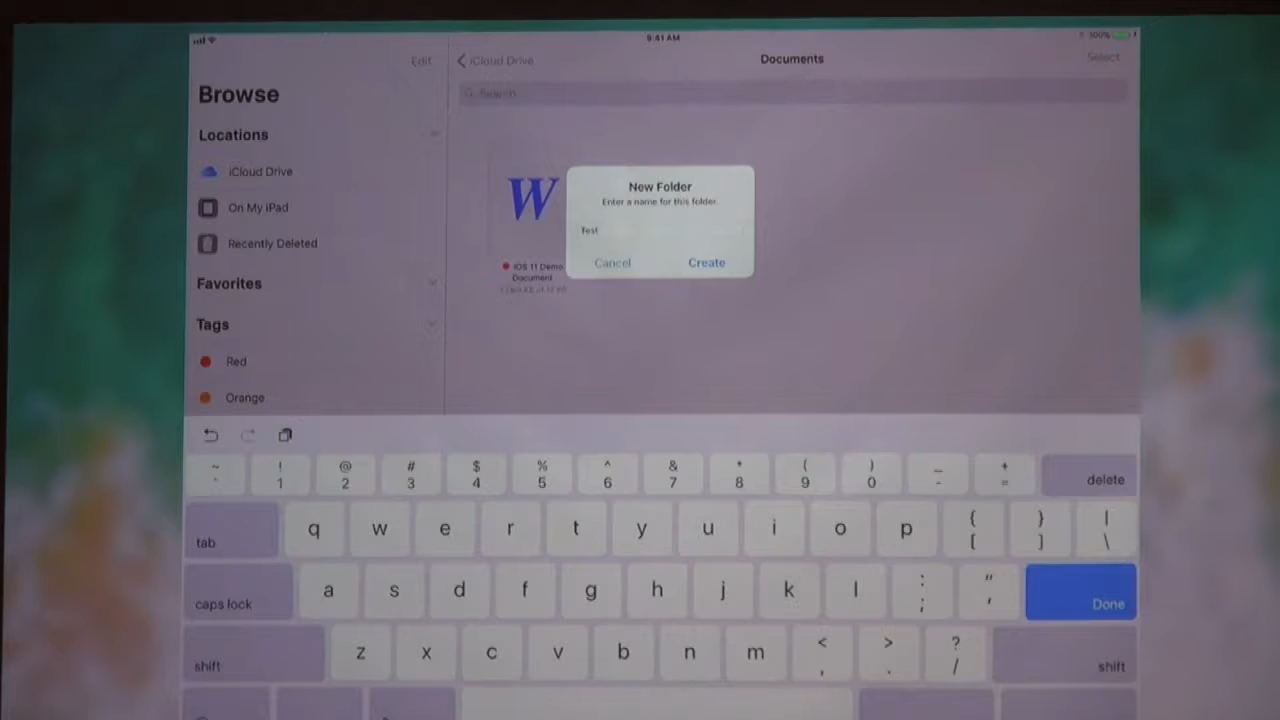 9:41 AM
100%
Edit
iCloud Drive
Documents
Select
Browse
Search
Locations
iCloud Drive
On My iPad
Recently Deleted
Favorites
Tags
Red
Orange
W
iOS 11 Demo
Document
New Folder
Enter a name for this folder.
Test
Cancel
Create
~ ! @ # $ % ^ & * ( ) _ +
` 1 2 3 4 5 6 7 8 9 0 - = delete
tab q w e r t y u i o p { [ } ] | \
caps lock a s d f g h j k l : ; " ' Done
shift z x c v b n m < , > . ? / shift